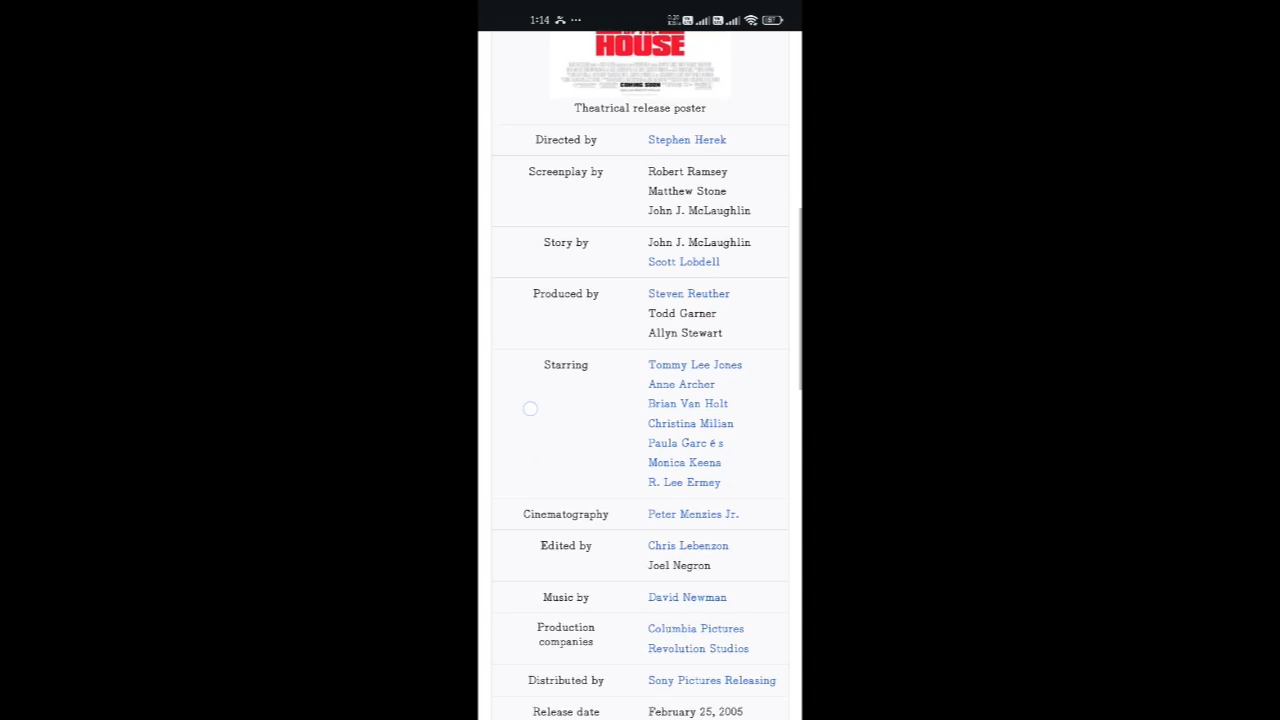 1:14
HOUSE
COMING SOON
Theatrical release poster
Directed by Stephen Herek
Screenplay by Robert Ramsey
Matthew Stone
John J. McLaughlin
Story by John J. McLaughlin
Scott Lobdell
Produced by Steven Reuther
Todd Garner
Allyn Stewart
Starring Tommy Lee Jones
Anne Archer
Brian Van Holt
Christina Milian
Paula Garc é s
Monica Keena
R. Lee Ermey
Cinematography Peter Menzies Jr.
Edited by Chris Lebenzon
Joel Negron
Music by David Newman
Production companies Columbia Pictures
Revolution Studios
Distributed by Sony Pictures Releasing
Release date February 25, 2005